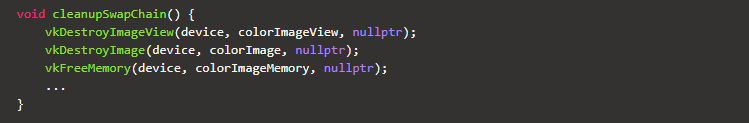 void cleanupSwapChain() {
    vkDestroyImageView(device, colorImageView, nullptr);
    vkDestroyImage(device, colorImage, nullptr);
    vkFreeMemory(device, colorImageMemory, nullptr);
    ...
}